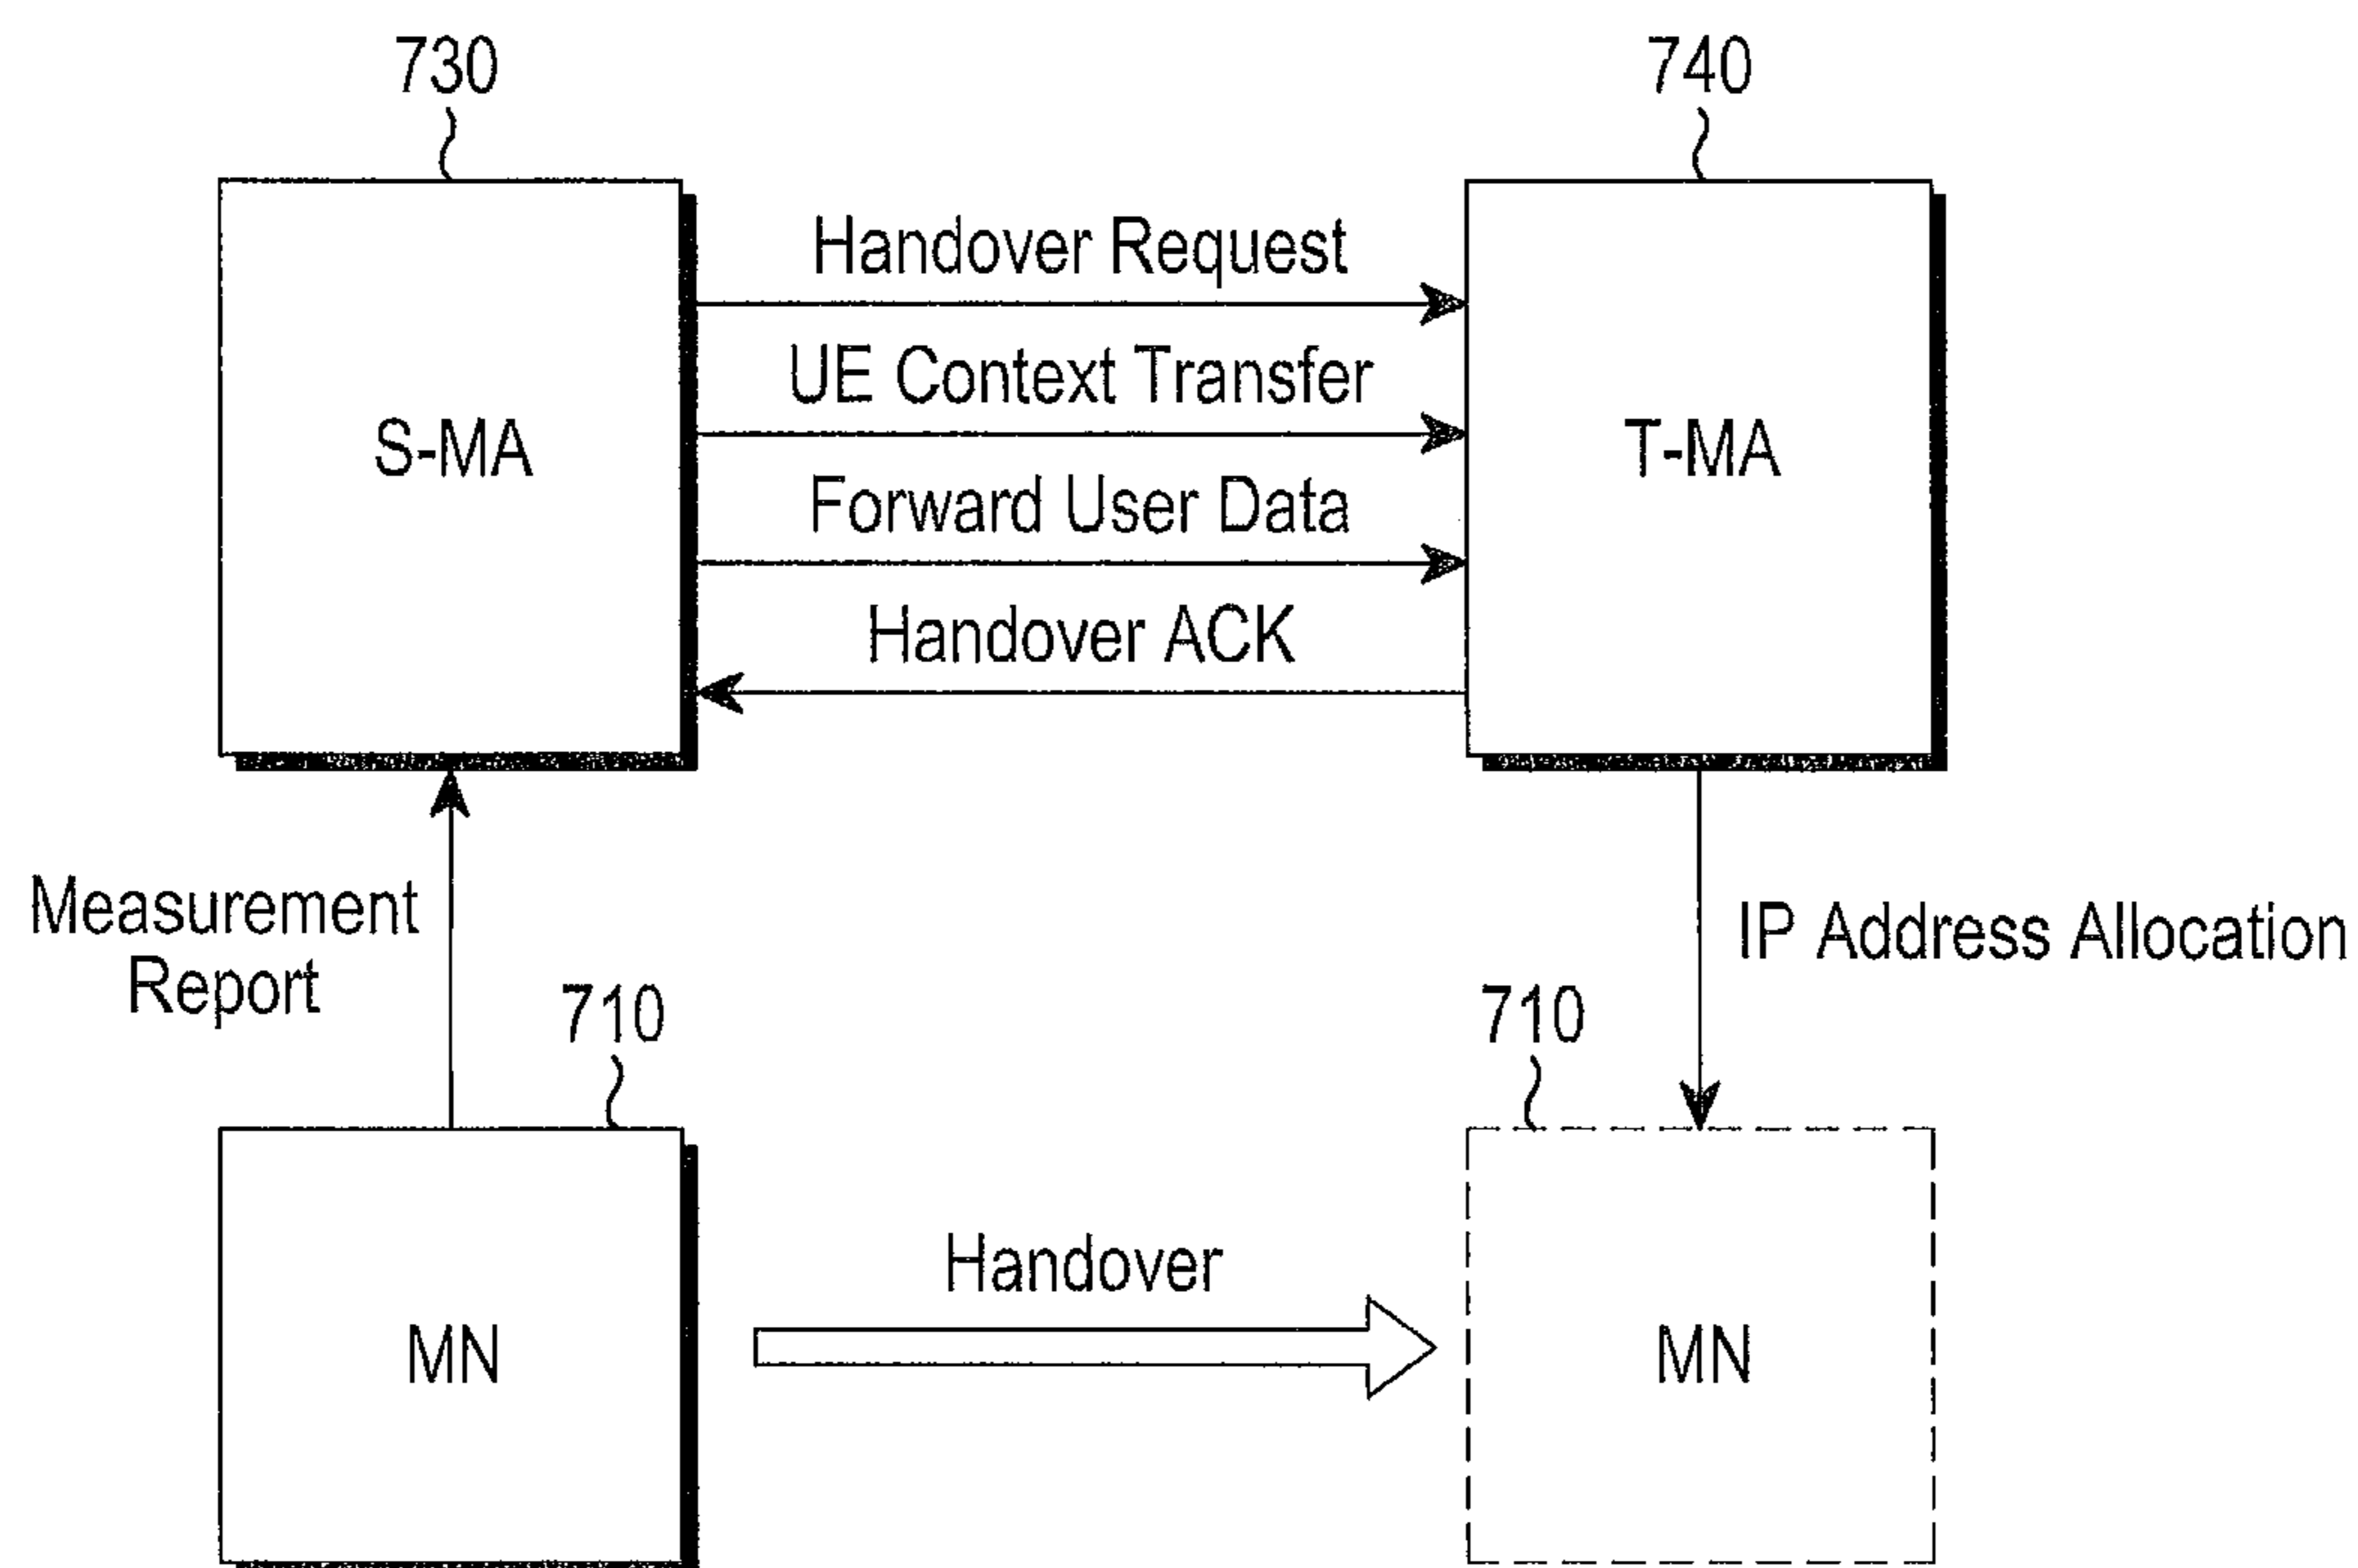 730
740
Handover Request
UE Context Transfer
S-MA
T-MA
Forward User Data
Handover ACK
Measurement
Report
IP Address Allocation
710
710
Handover
MN
MN